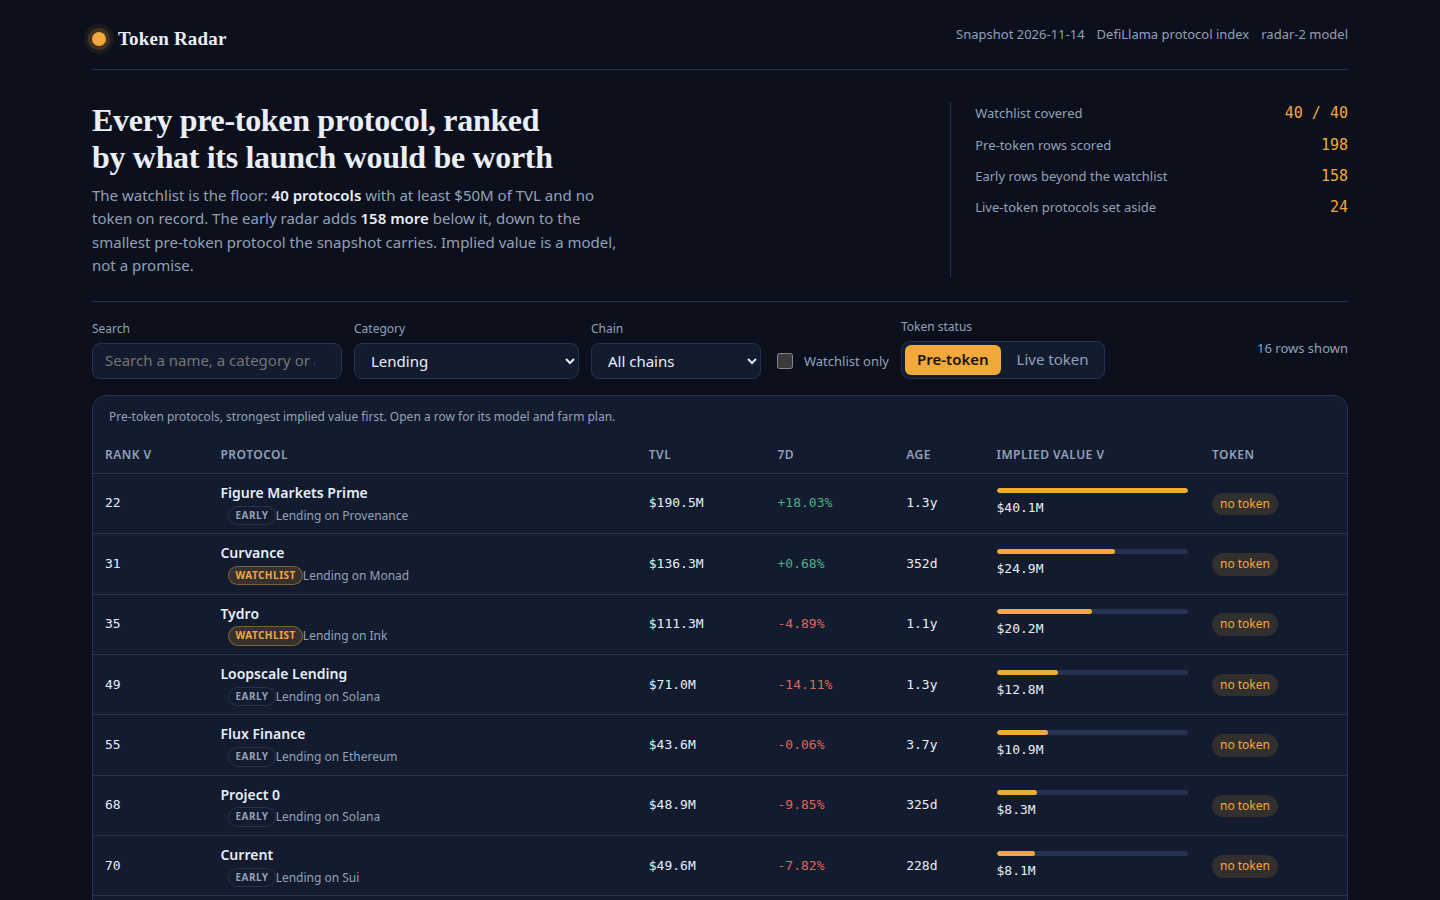 Token Radar
Snapshot 2026-11-14 DefiLlama protocol index radar-2 model
Every pre-token protocol, ranked
by what its launch would be worth
The watchlist is the floor: 40 protocols with at least $50M of TVL and no
token on record. The early radar adds 158 more below it, down to the
smallest pre-token protocol the snapshot carries. Implied value is a model,
not a promise.
Watchlist covered 40 / 40
Pre-token rows scored 198
Early rows beyond the watchlist 158
Live-token protocols set aside 24
Search
Search a name, a category or
Category
Lending
Chain
All chains
Watchlist only
Token status
Pre-token Live token
16 rows shown
Pre-token protocols, strongest implied value first. Open a row for its model and farm plan.
RANK V PROTOCOL TVL 7D AGE IMPLIED VALUE V TOKEN
22 Figure Markets Prime $190.5M +18.03% 1.3y $40.1M no token
EARLY Lending on Provenance
31 Curvance $136.3M +0.68% 352d $24.9M no token
WATCHLIST Lending on Monad
35 Tydro $111.3M -4.89% 1.1y $20.2M no token
WATCHLIST Lending on Ink
49 Loopscale Lending $71.0M -14.11% 1.3y $12.8M no token
EARLY Lending on Solana
55 Flux Finance $43.6M -0.06% 3.7y $10.9M no token
EARLY Lending on Ethereum
68 Project 0 $48.9M -9.85% 325d $8.3M no token
EARLY Lending on Solana
70 Current $49.6M -7.82% 228d $8.1M no token
EARLY Lending on Sui